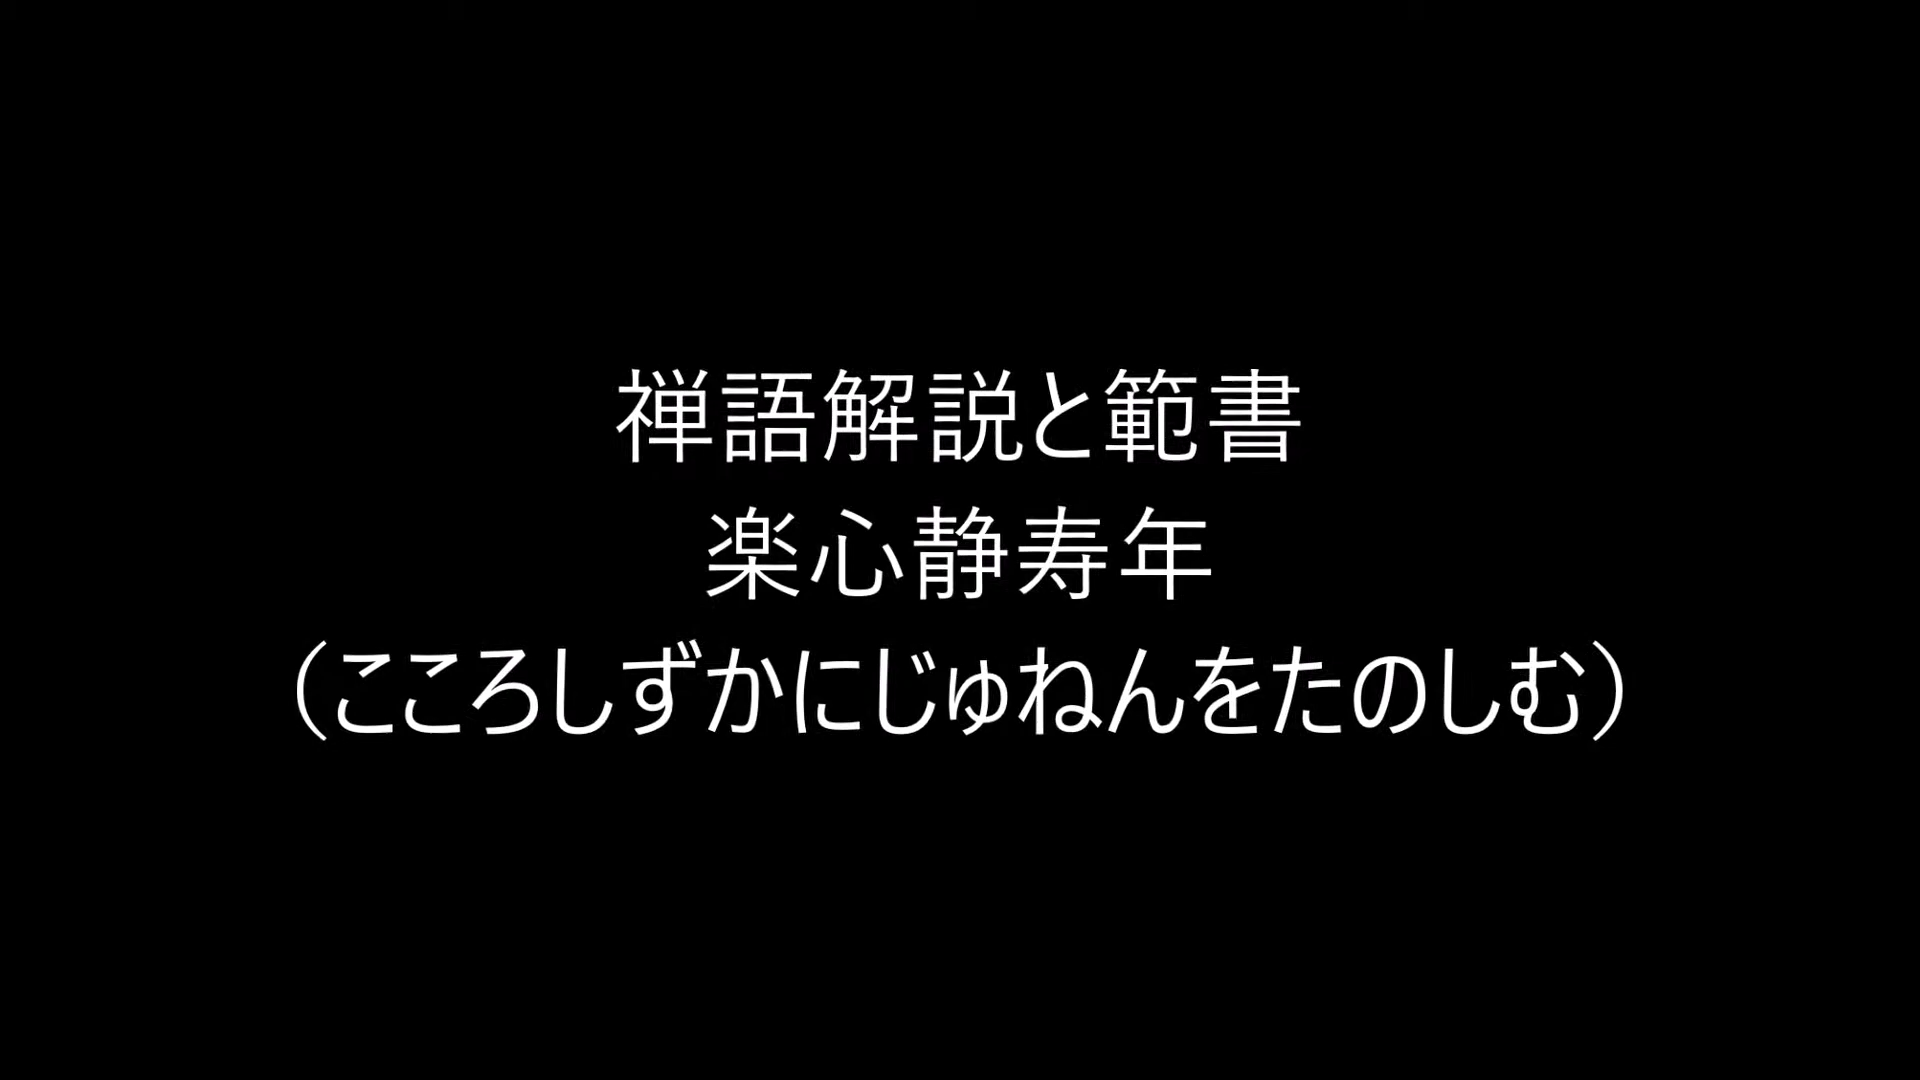 禅語解説と範書
楽心静寿年
（こころしずかにじゅねんをたのしむ）